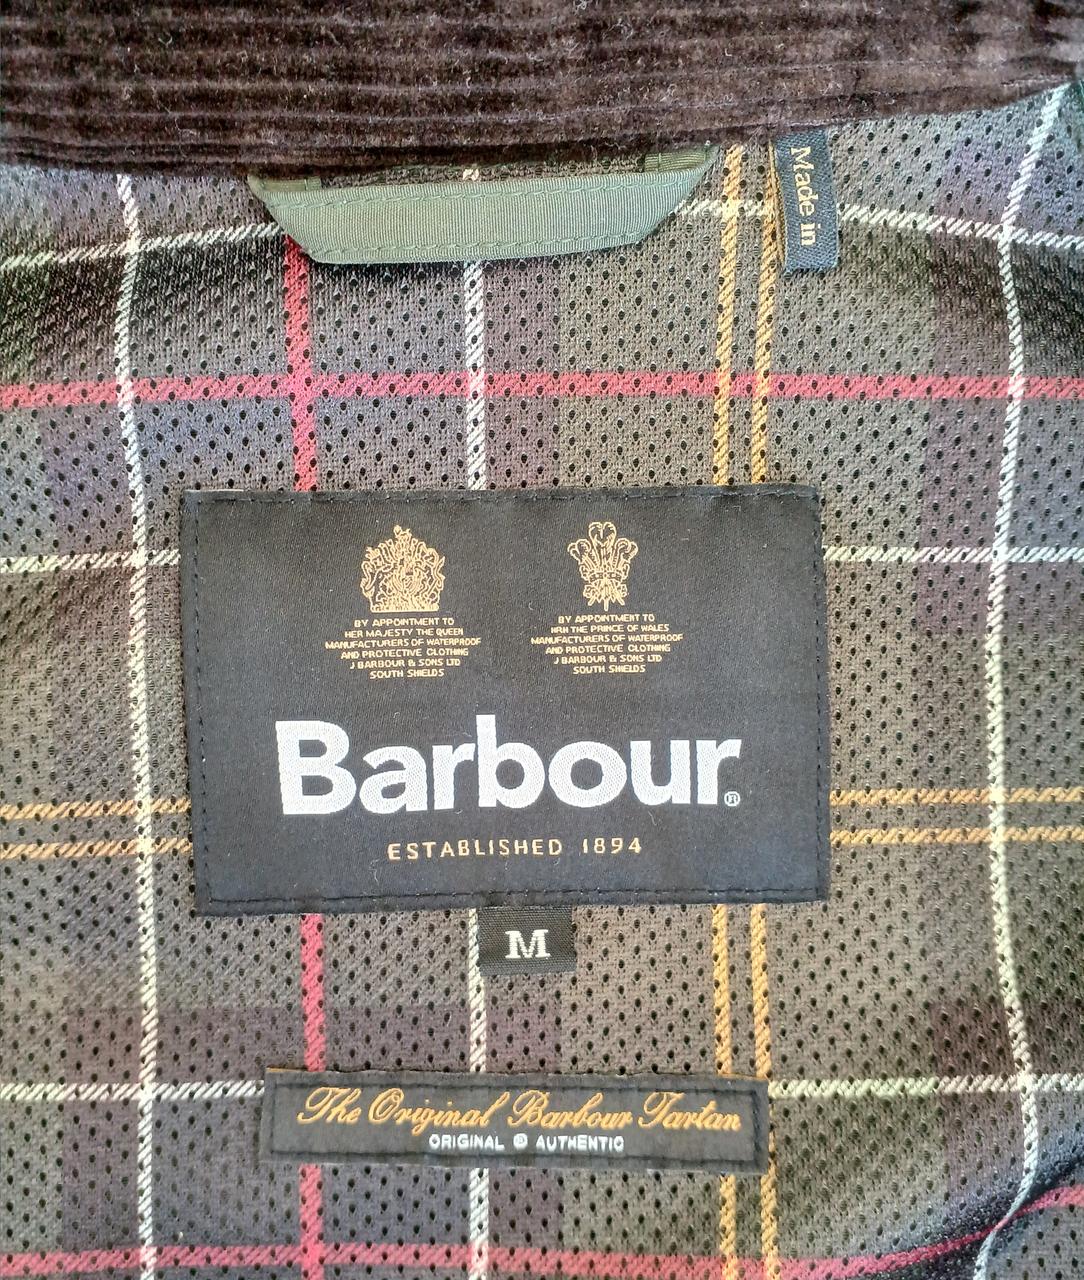 Made in
BY APPOINTMENT TO
HER MAJESTY THE QUEEN
MANUFACTURERS OF WATERPROOF
AND PROTECTIVE CLOTHING
J BARBOUR & SONS LTD
SOUTH SHIELDS
BY APPOINTMENT TO
HRH THE PRINCE OF WALES
MANUFACTURERS OF WATERPROOF
AND PROTECTIVE CLOTHING
J BARBOUR & SONS LTD
SOUTH SHIELDS
Barbour®
ESTABLISHED 1894
M
The Original Barbour Tartan
ORIGINAL ® AUTHENTIC